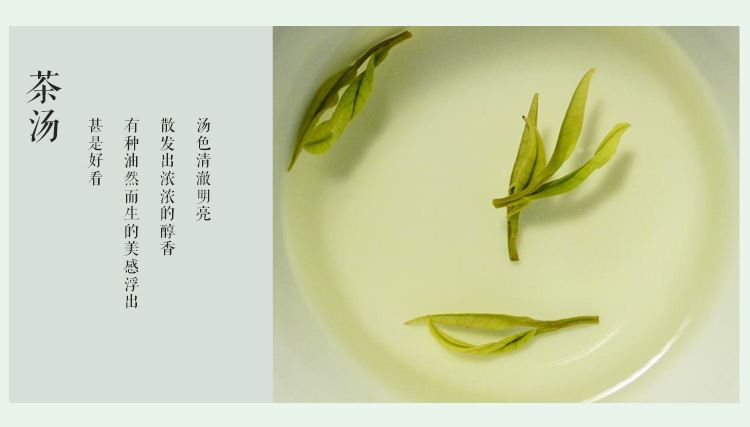 茶汤
汤色清澈明亮
散发出浓浓的醇香
有种油然而生的美感浮出
甚是好看